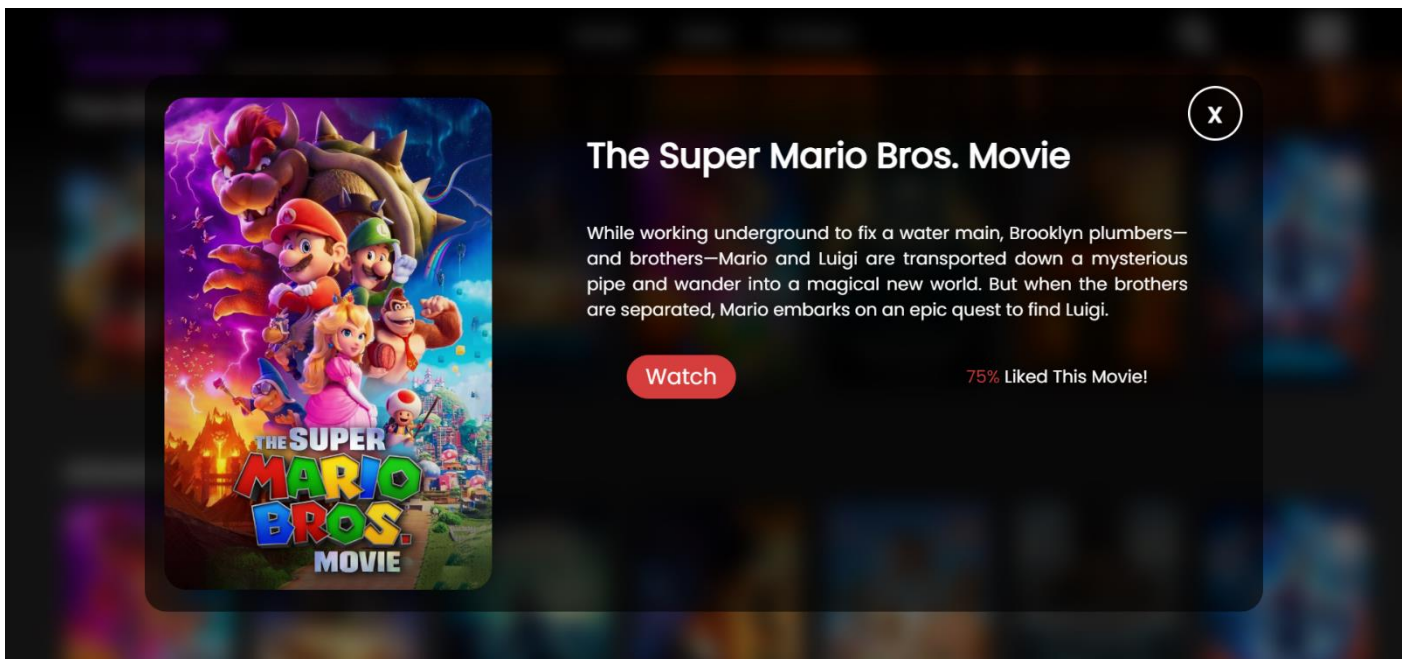 X
The Super Mario Bros. Movie
While working underground to fix a water main, Brooklyn plumbers—
and brothers—Mario and Luigi are transported down a mysterious
pipe and wander into a magical new world. But when the brothers
are separated, Mario embarks on an epic quest to find Luigi.
Watch
75% Liked This Movie!
THE SUPER
MARIO
BROS.
MOVIE